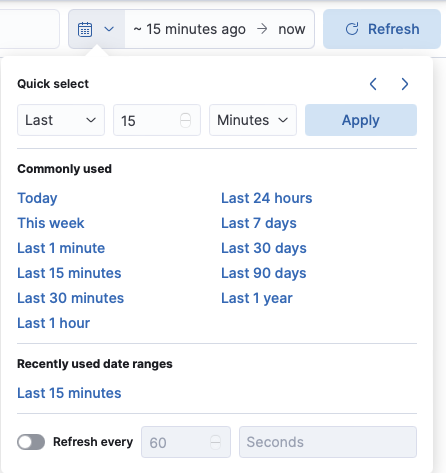 ~ 15 minutes ago → now Refresh
Quick select
Last 15 Minutes Apply
Commonly used
Today Last 24 hours
This week Last 7 days
Last 1 minute Last 30 days
Last 15 minutes Last 90 days
Last 30 minutes Last 1 year
Last 1 hour
Recently used date ranges
Last 15 minutes
Refresh every 60 Seconds